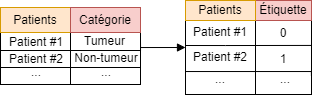 Patients Catégorie
Patient #1 Tumeur
Patient #2 Non-tumeur
... ...
Patients Étiquette
Patient #1 0
Patient #2 1
... ...